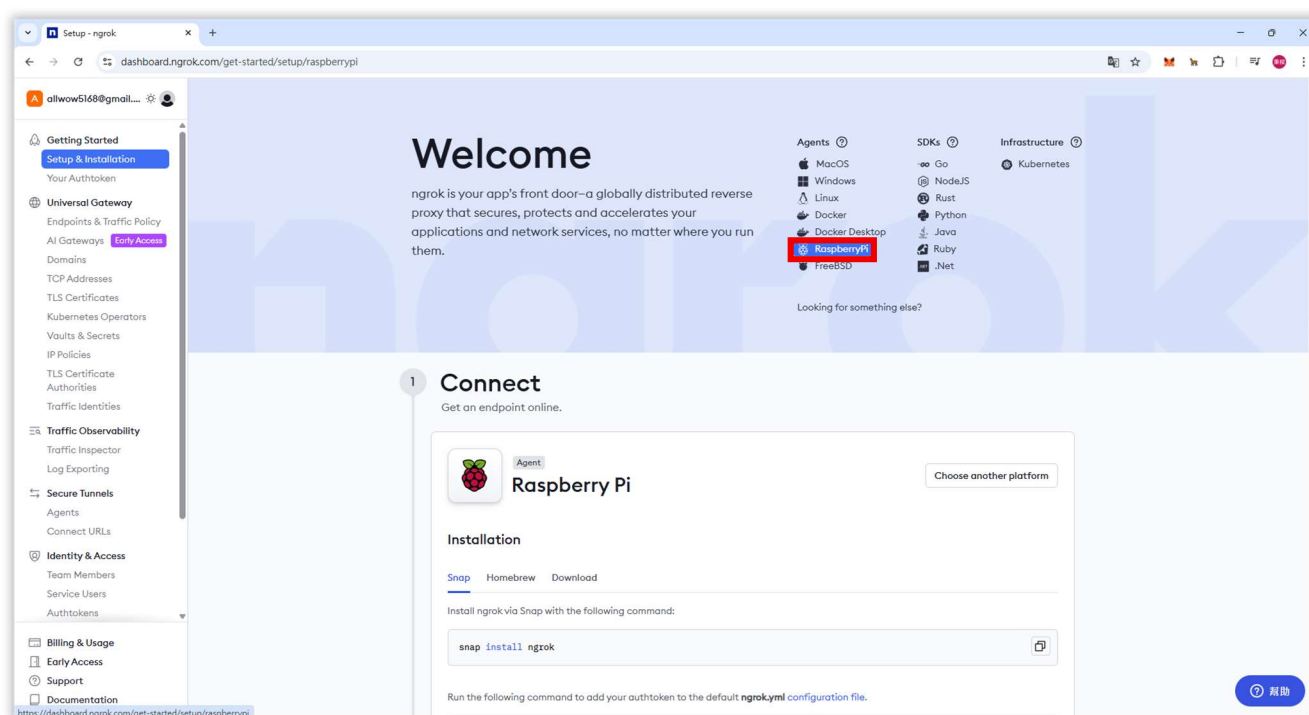 Setup - ngrok
dashboard.ngrok.com/get-started/setup/raspberrypi
A allwow5168@gmail....
Getting Started
Setup & Installation
Your Authtoken
Universal Gateway
Endpoints & Traffic Policy
AI Gateways Early Access
Domains
TCP Addresses
TLS Certificates
Kubernetes Operators
Vaults & Secrets
IP Policies
TLS Certificate
Authorities
Traffic Identities
Traffic Observability
Traffic Inspector
Log Exporting
Secure Tunnels
Agents
Connect URLs
Identity & Access
Team Members
Service Users
Authtokens
Billing & Usage
Early Access
Support
Documentation
https://dashboard.ngrok.com/get-started/setup/raspberrypi
ngrok
Welcome
ngrok is your app's front door—a globally distributed reverse
proxy that secures, protects and accelerates your
applications and network services, no matter where you run
them.
Agents
MacOS
Windows
Linux
Docker
Docker Desktop
RaspberryPi
FreeBSD
SDKs
Go
NodeJS
Rust
Python
Java
Ruby
.Net
Infrastructure
Kubernetes
Looking for something else?
1 Connect
Get an endpoint online.
Agent
Raspberry Pi
Choose another platform
Installation
Snap Homebrew Download
Install ngrok via Snap with the following command:
snap install ngrok
Run the following command to add your authtoken to the default ngrok.yml configuration file.
幫助